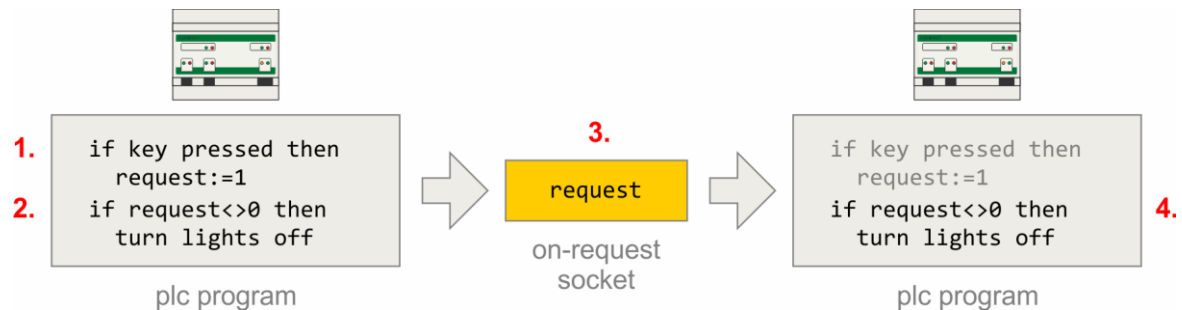 1.
if key pressed then
request:=1
2.
if request<>0 then
turn lights off
plc program
3.
request
on-request
socket
if key pressed then
request:=1
if request<>0 then
turn lights off
4.
plc program